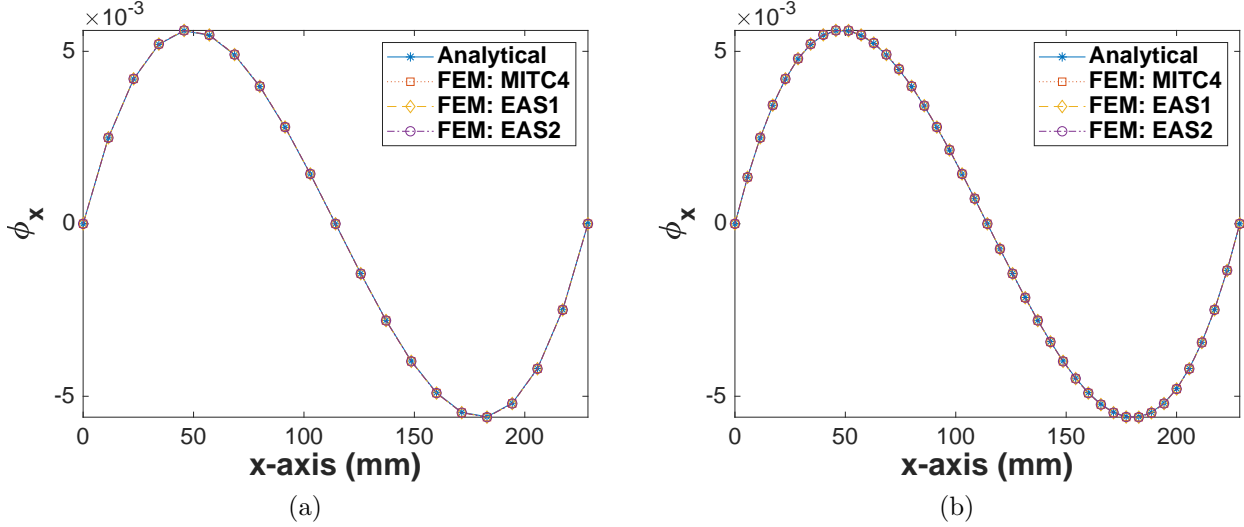 ×10⁻³
5
0
-5
ϕₓ
0
50
100
150
200
x-axis (mm)
Analytical
FEM: MITC4
FEM: EAS1
FEM: EAS2
(a)
×10⁻³
5
0
-5
ϕₓ
0
50
100
150
200
x-axis (mm)
Analytical
FEM: MITC4
FEM: EAS1
FEM: EAS2
(b)